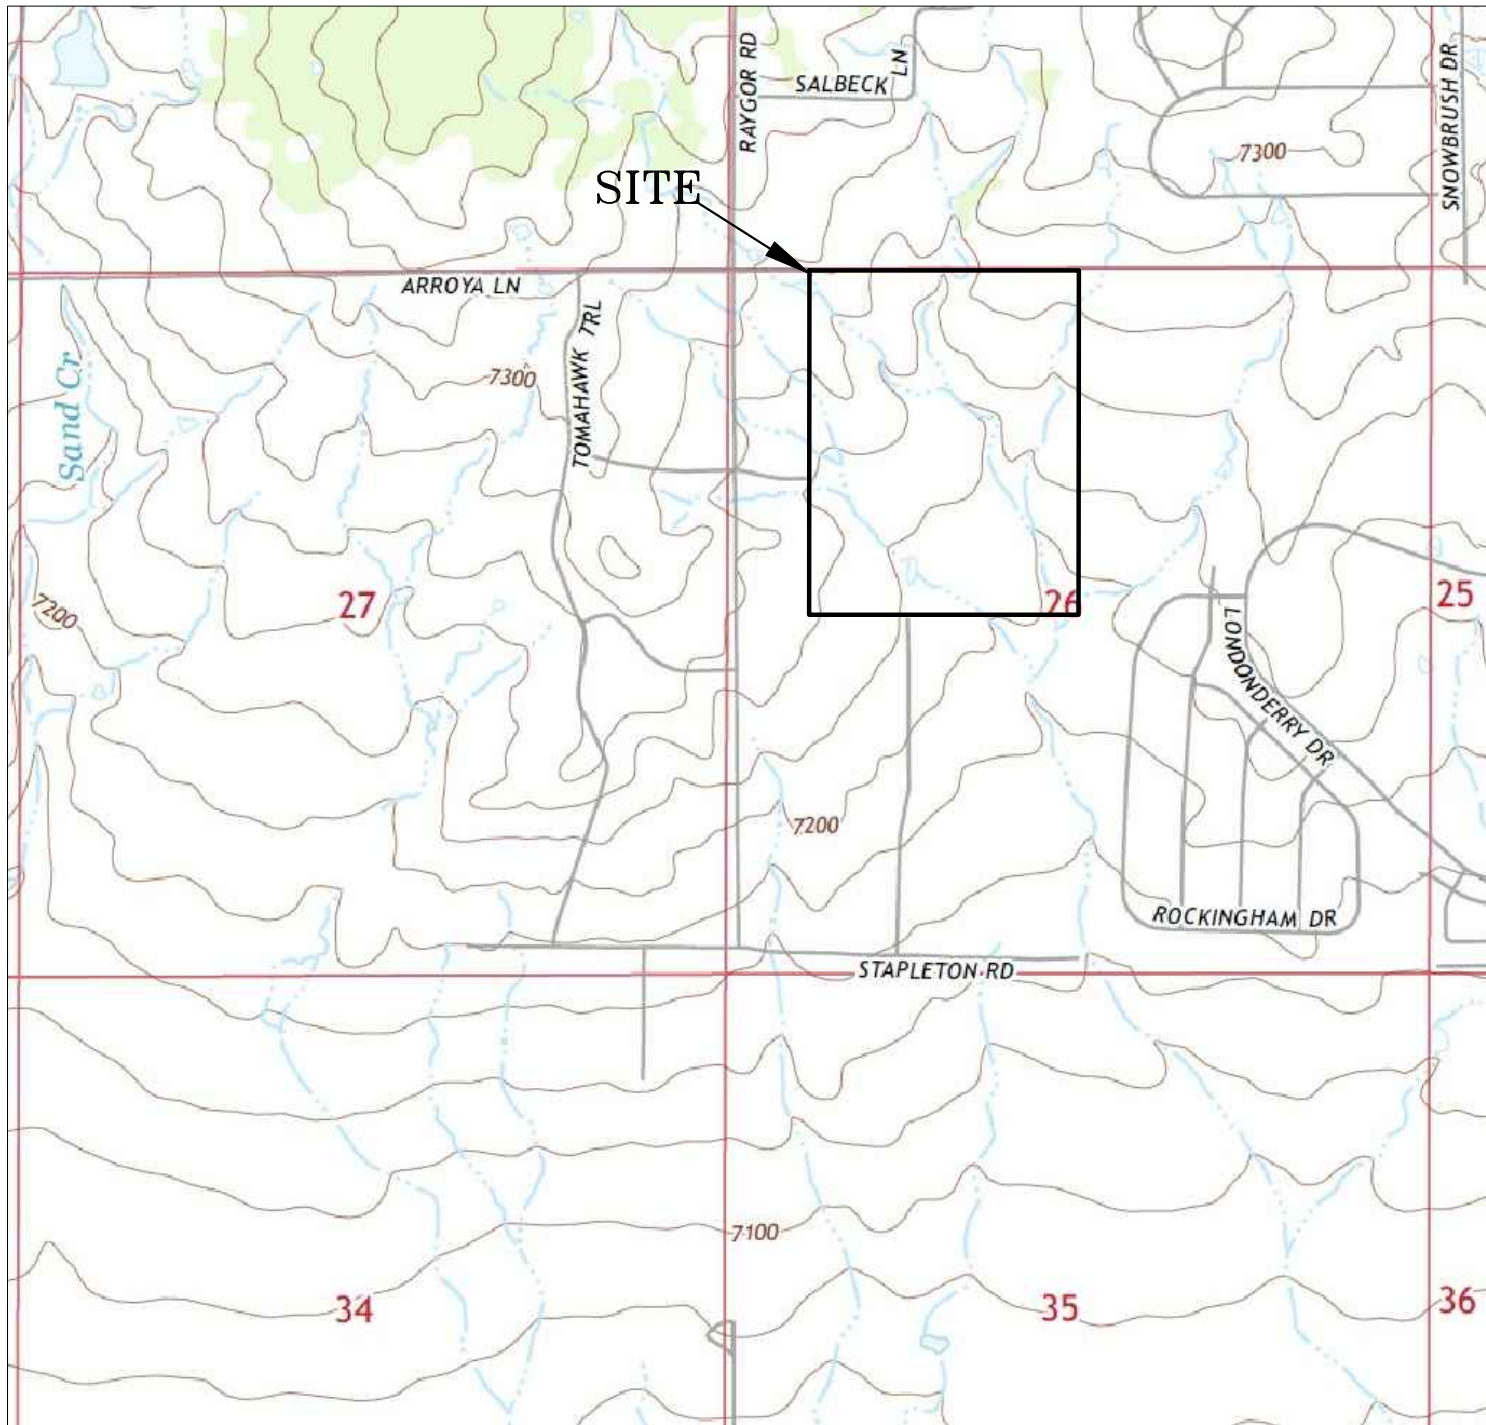 RAYGOR RD
SALBECK LN
SNOWBRUSH DR
7300
SITE
ARROYA LN
TOMAHAWK TRL
Sand Cr
7300
7200
27
26
25
LONDONDERRY DR
7200
ROCKINGHAM DR
STAPLETON RD
7100
34
35
36